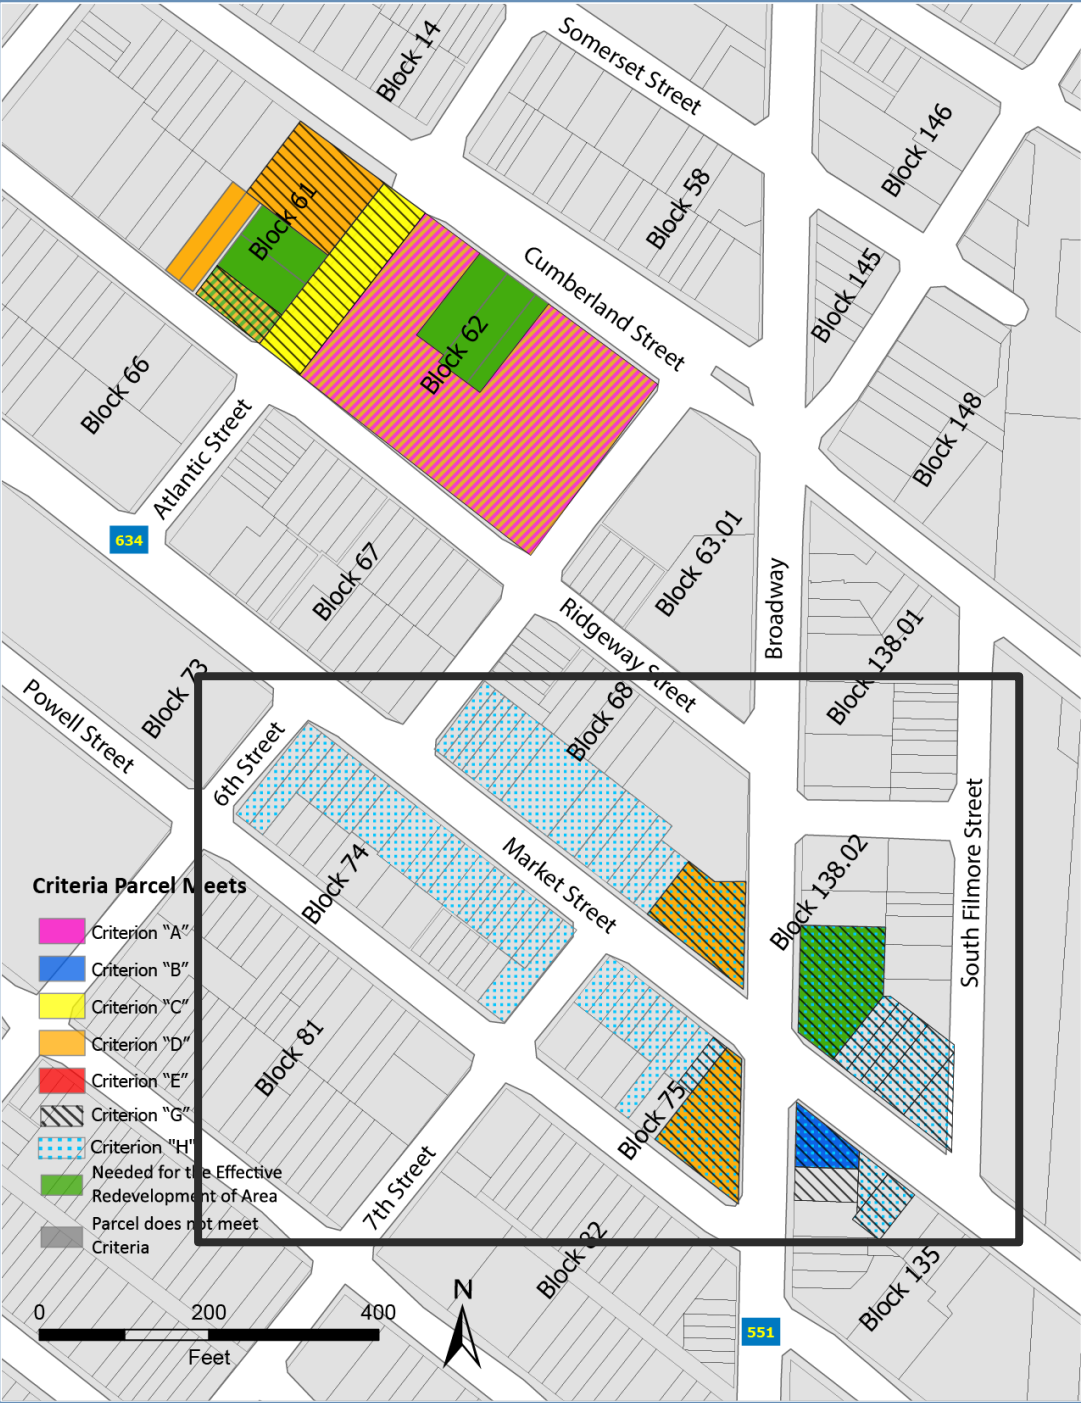 Block 14
Somerset Street
Block 146
Block 61
Block 58
Cumberland Street
Block 145
Block 62
Block 66
Atlantic Street
Block 148
634
Block 67
Block 63.01
Broadway
Ridgeway Street
Block 138.01
Block 73
Powell Street
Block 68
6th Street
Market Street
Block 74
Block 138.02
South Filmore Street
Criteria Parcel Meets
Criterion "A"
Criterion "B"
Criterion "C"
Criterion "D"
Criterion "E"
Criterion "G"
Criterion "H"
Needed for the Effective
Redevelopment of Area
Parcel does not meet
Criteria
Block 81
Block 75
7th Street
Block 82
Block 135
0 200 400
Feet
N
551